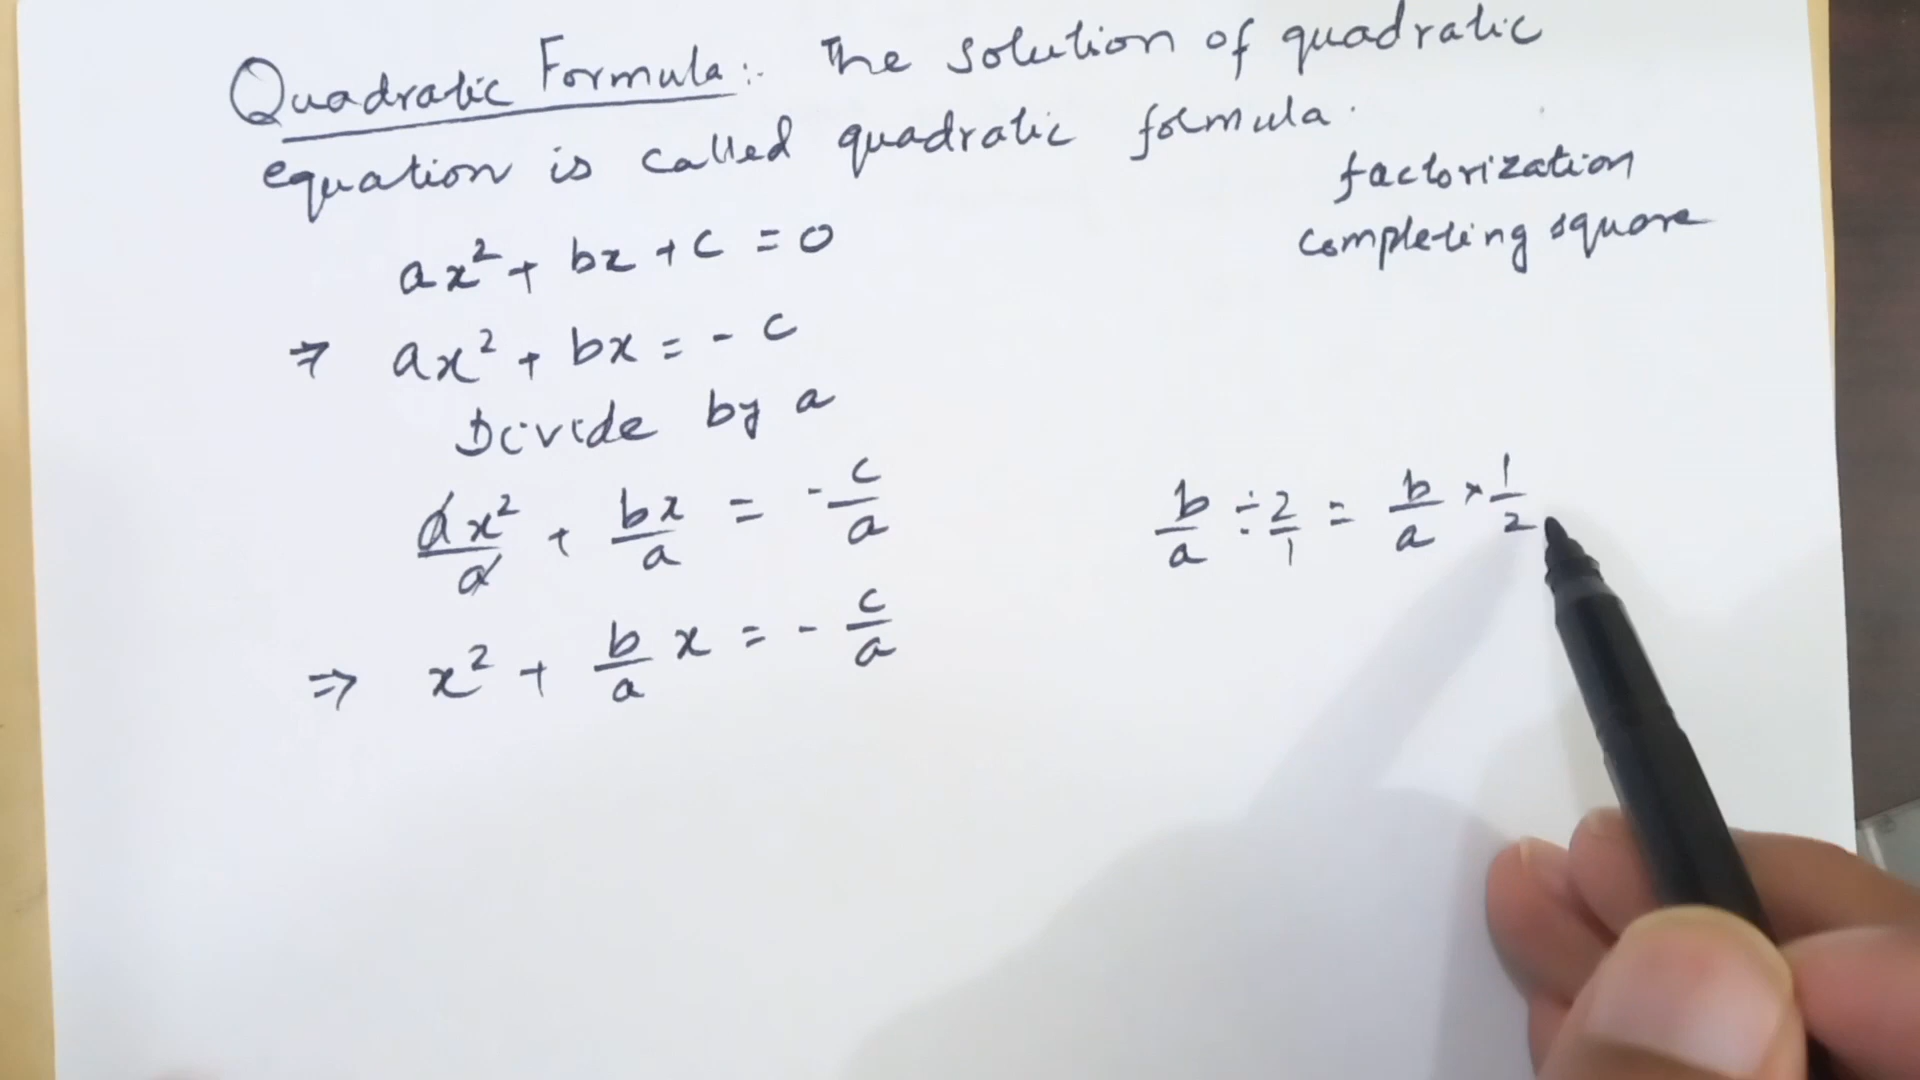 Quadratic Formula:- The solution of quadratic
equation is called quadratic formula.
factorization
completing square
ax² + bx + c = 0
⇒ ax² + bx = - c
Divide by a
ax²/a + bx/a = - c/a
b/a ÷ 2/1 = b/a × 1/2
⇒ x² + b/a x = - c/a